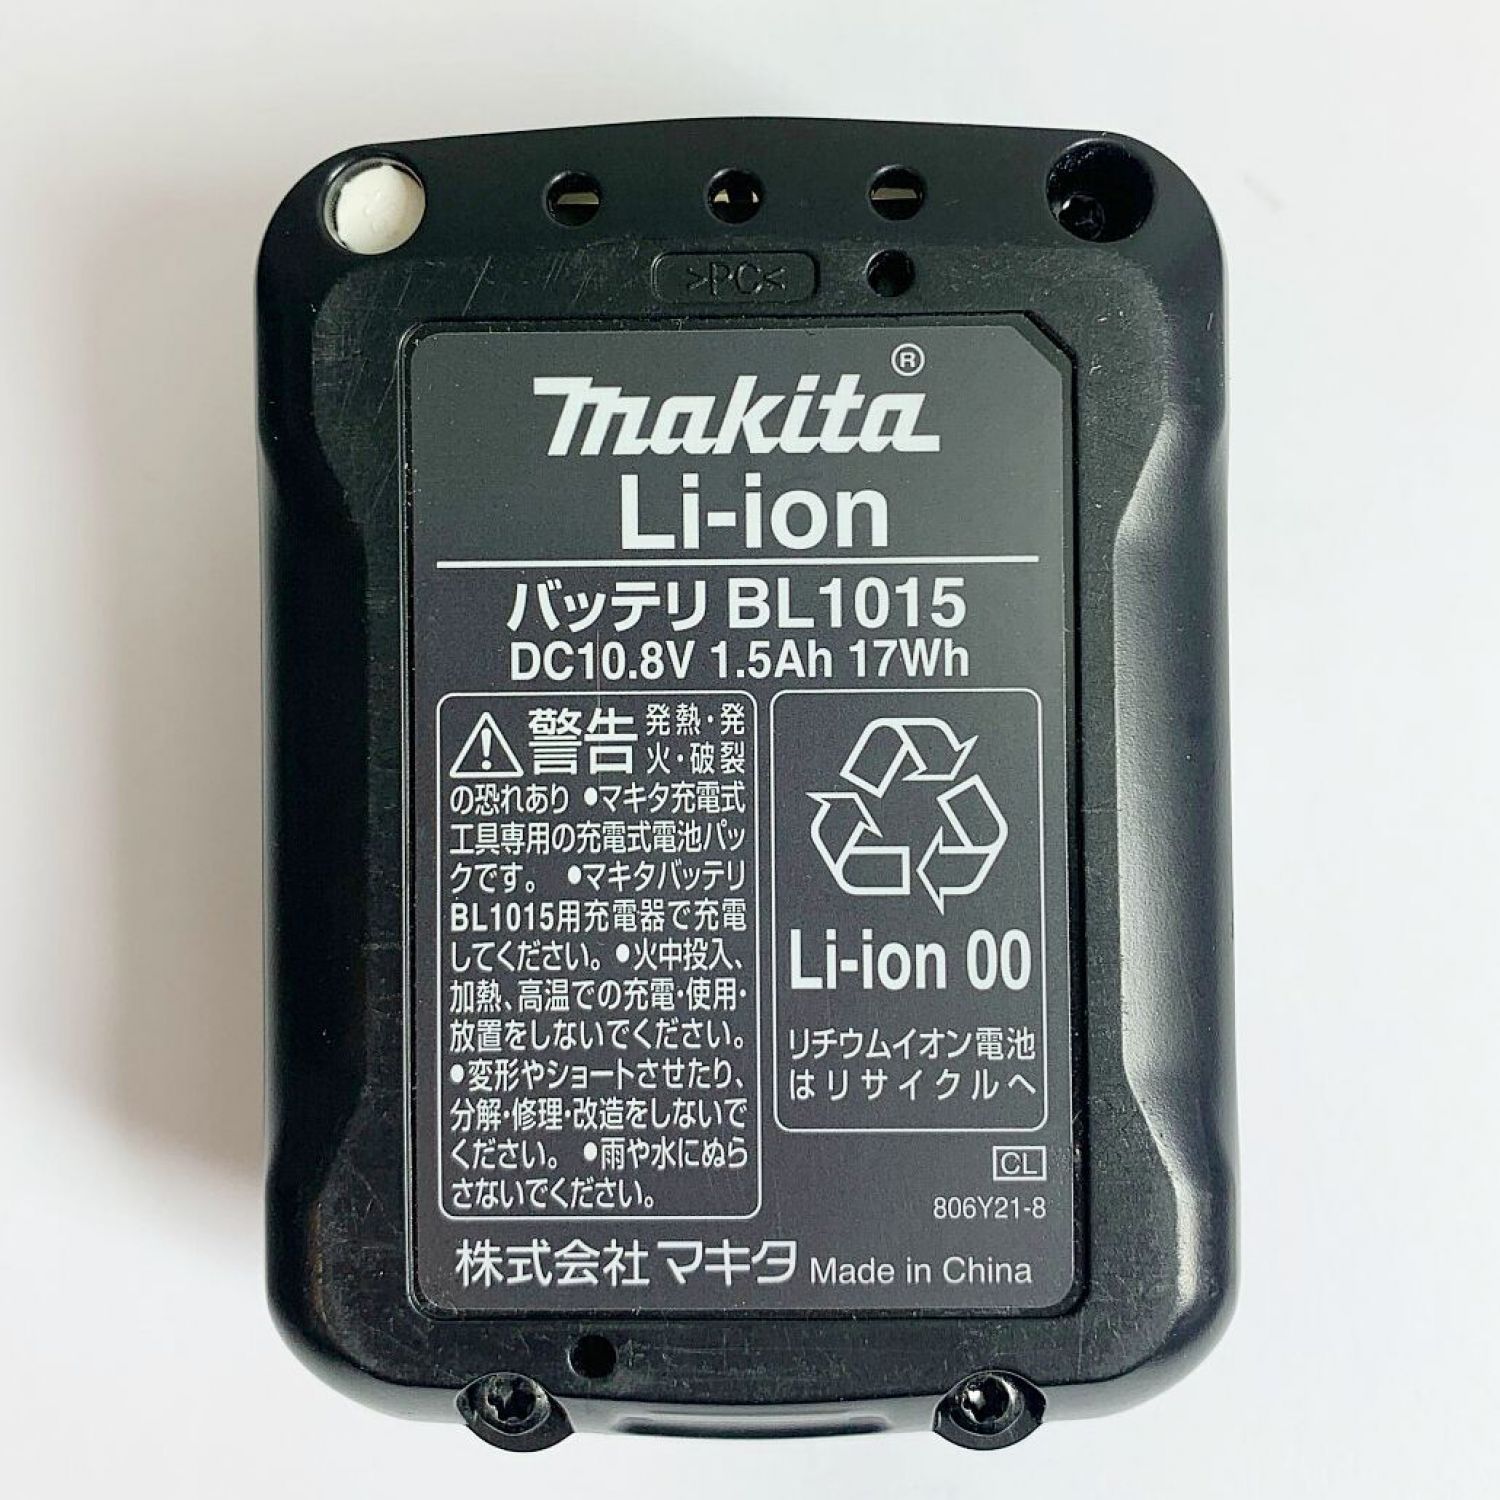 >PC<
makita®
Li-ion
バッテリ BL1015
DC10.8V 1.5Ah 17Wh
警告 発熱・発
火・破裂
の恐れあり ●マキタ充電式
工具専用の充電式電池パッ
クです。 ●マキタバッテリ
BL1015用充電器で充電
してください。●火中投入、
加熱、高温での充電・使用・
放置をしないでください。
●変形やショートさせたり、
分解・修理・改造をしないで
ください。 ●雨や水にぬら
さないでください。
Li-ion 00
リチウムイオン電池
はリサイクルへ
CL
806Y21-8
株式会社マキタ Made in China